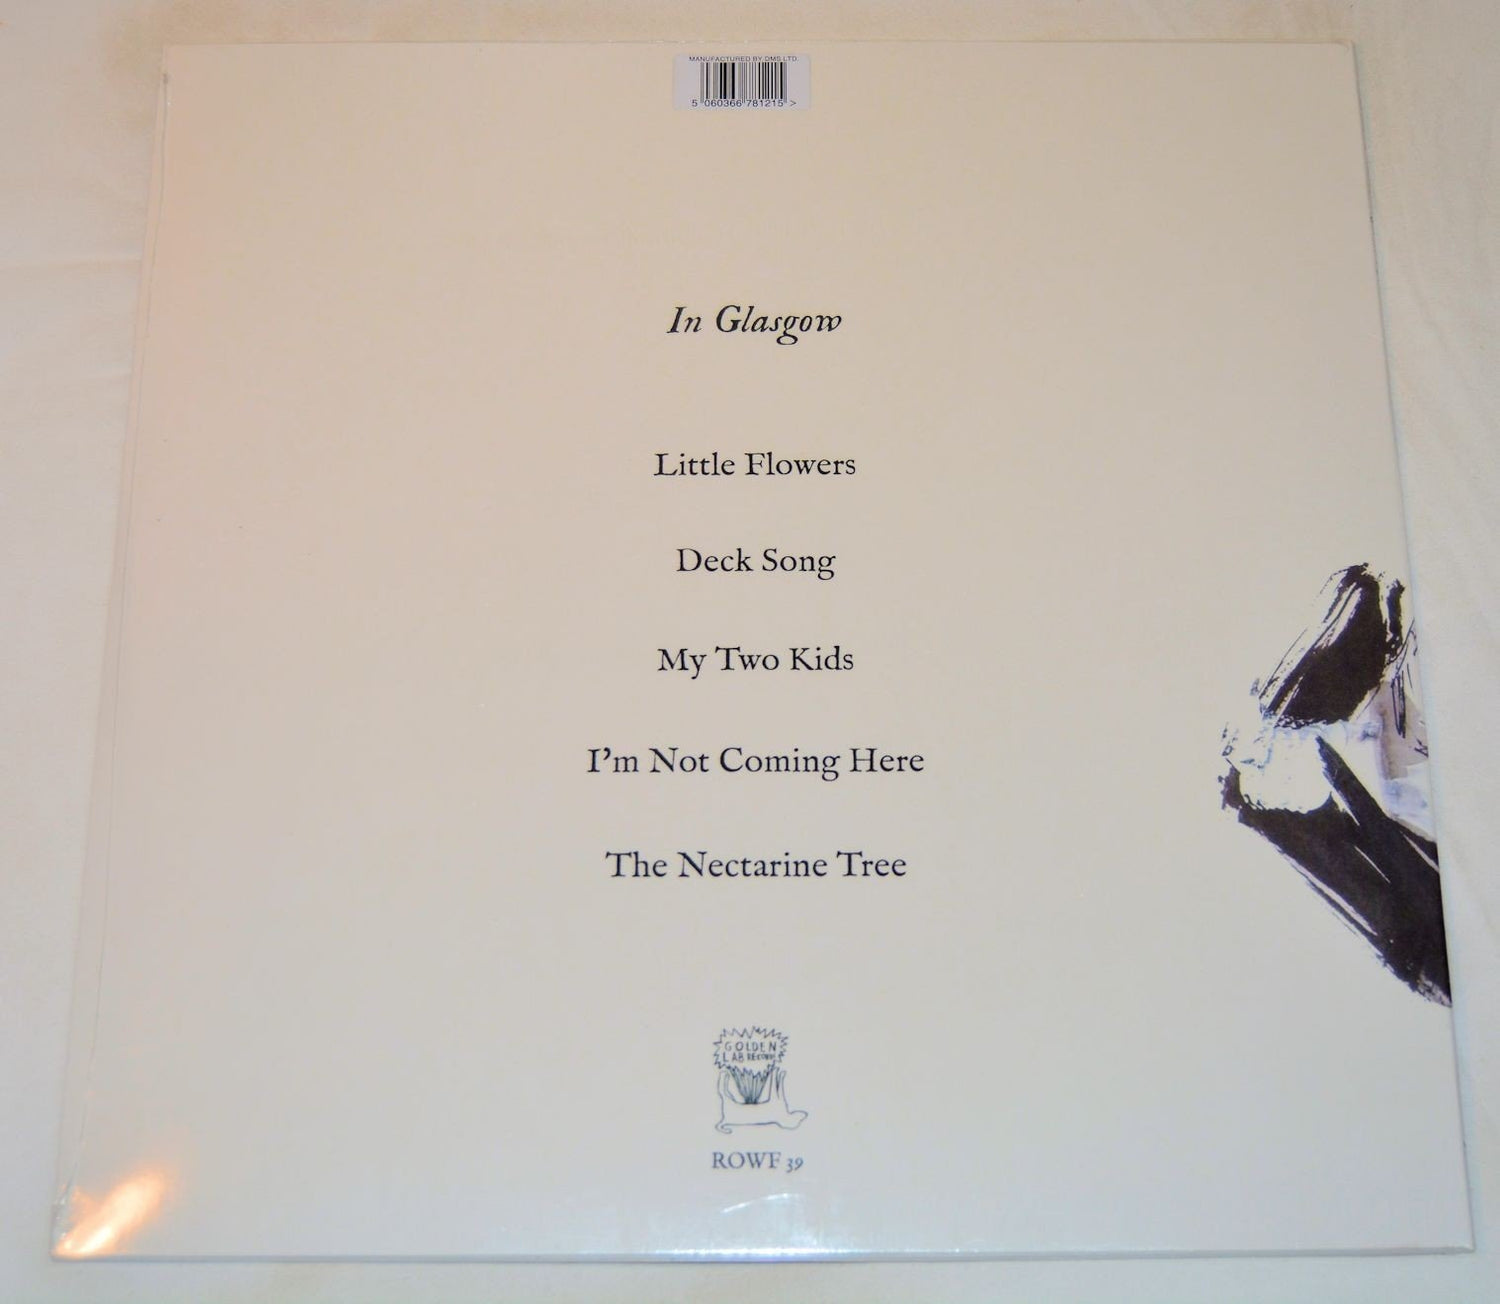 MANUFACTURED BY DMS LTD.
5 060366 781215 >
In Glasgow
Little Flowers
Deck Song
My Two Kids
I'm Not Coming Here
The Nectarine Tree
GOLDEN
LAB RECORDS
ROWF 39